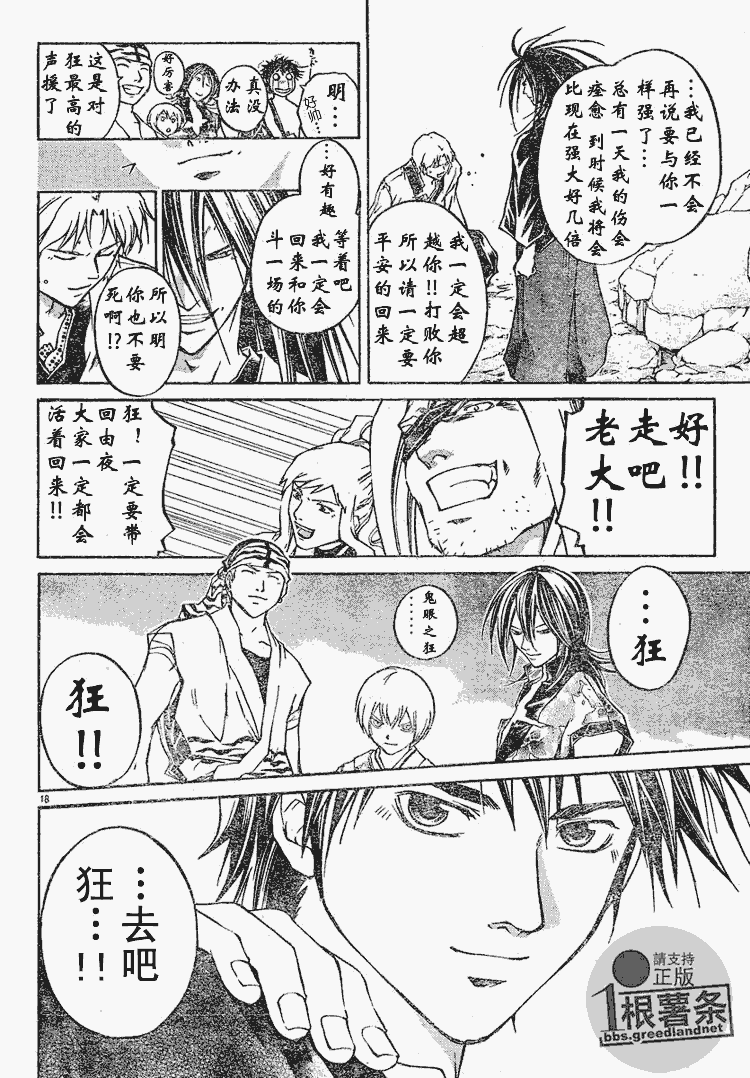 …我已经不会
再说要与你一
样强了…
总有一天我的伤会
痊愈 到时候我将会
比现在强大好几倍
我一定会超
越你!!打败你
所以请一定要
平安的回来
明…
…
好帅…
真没
办法
好厉害
这是对
狂最高的
声援了
…好有趣
等着吧
我一定会
回来和你
斗一场的
所以明
你也不要
死啊!?
好!!
走吧
老大!!
狂!一定要带
回由夜
大家一定都会
活着回来!!
…狂
鬼眼之狂
……
狂!!
18
…去吧
狂…!!
請支持
正版
1根薯条
bbs.greedlandnet